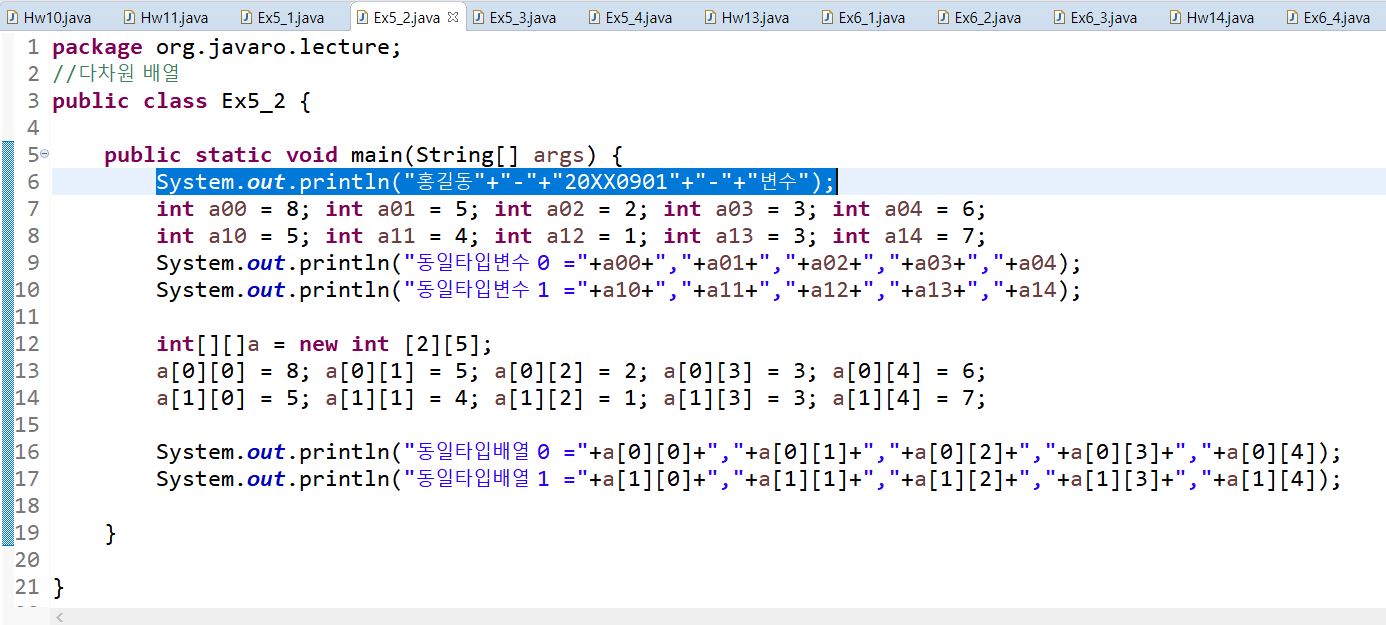 Hw10.java Hw11.java Ex5_1.java Ex5_2.java Ex5_3.java Ex5_4.java Hw13.java Ex6_1.java Ex6_2.java Ex6_3.java Hw14.java Ex6_4.java
1 package org.javaro.lecture;
2 //다차원 배열
3 public class Ex5_2 {
4
5 public static void main(String[] args) {
6 System.out.println("홍길동"+"-"+"20XX0901"+"-"+"변수");
7 int a00 = 8; int a01 = 5; int a02 = 2; int a03 = 3; int a04 = 6;
8 int a10 = 5; int a11 = 4; int a12 = 1; int a13 = 3; int a14 = 7;
9 System.out.println("동일타입변수 0 ="+a00+","+a01+","+a02+","+a03+","+a04);
10 System.out.println("동일타입변수 1 ="+a10+","+a11+","+a12+","+a13+","+a14);
11
12 int[][]a = new int [2][5];
13 a[0][0] = 8; a[0][1] = 5; a[0][2] = 2; a[0][3] = 3; a[0][4] = 6;
14 a[1][0] = 5; a[1][1] = 4; a[1][2] = 1; a[1][3] = 3; a[1][4] = 7;
15
16 System.out.println("동일타입배열 0 ="+a[0][0]+","+a[0][1]+","+a[0][2]+","+a[0][3]+","+a[0][4]);
17 System.out.println("동일타입배열 1 ="+a[1][0]+","+a[1][1]+","+a[1][2]+","+a[1][3]+","+a[1][4]);
18
19 }
20
21 }